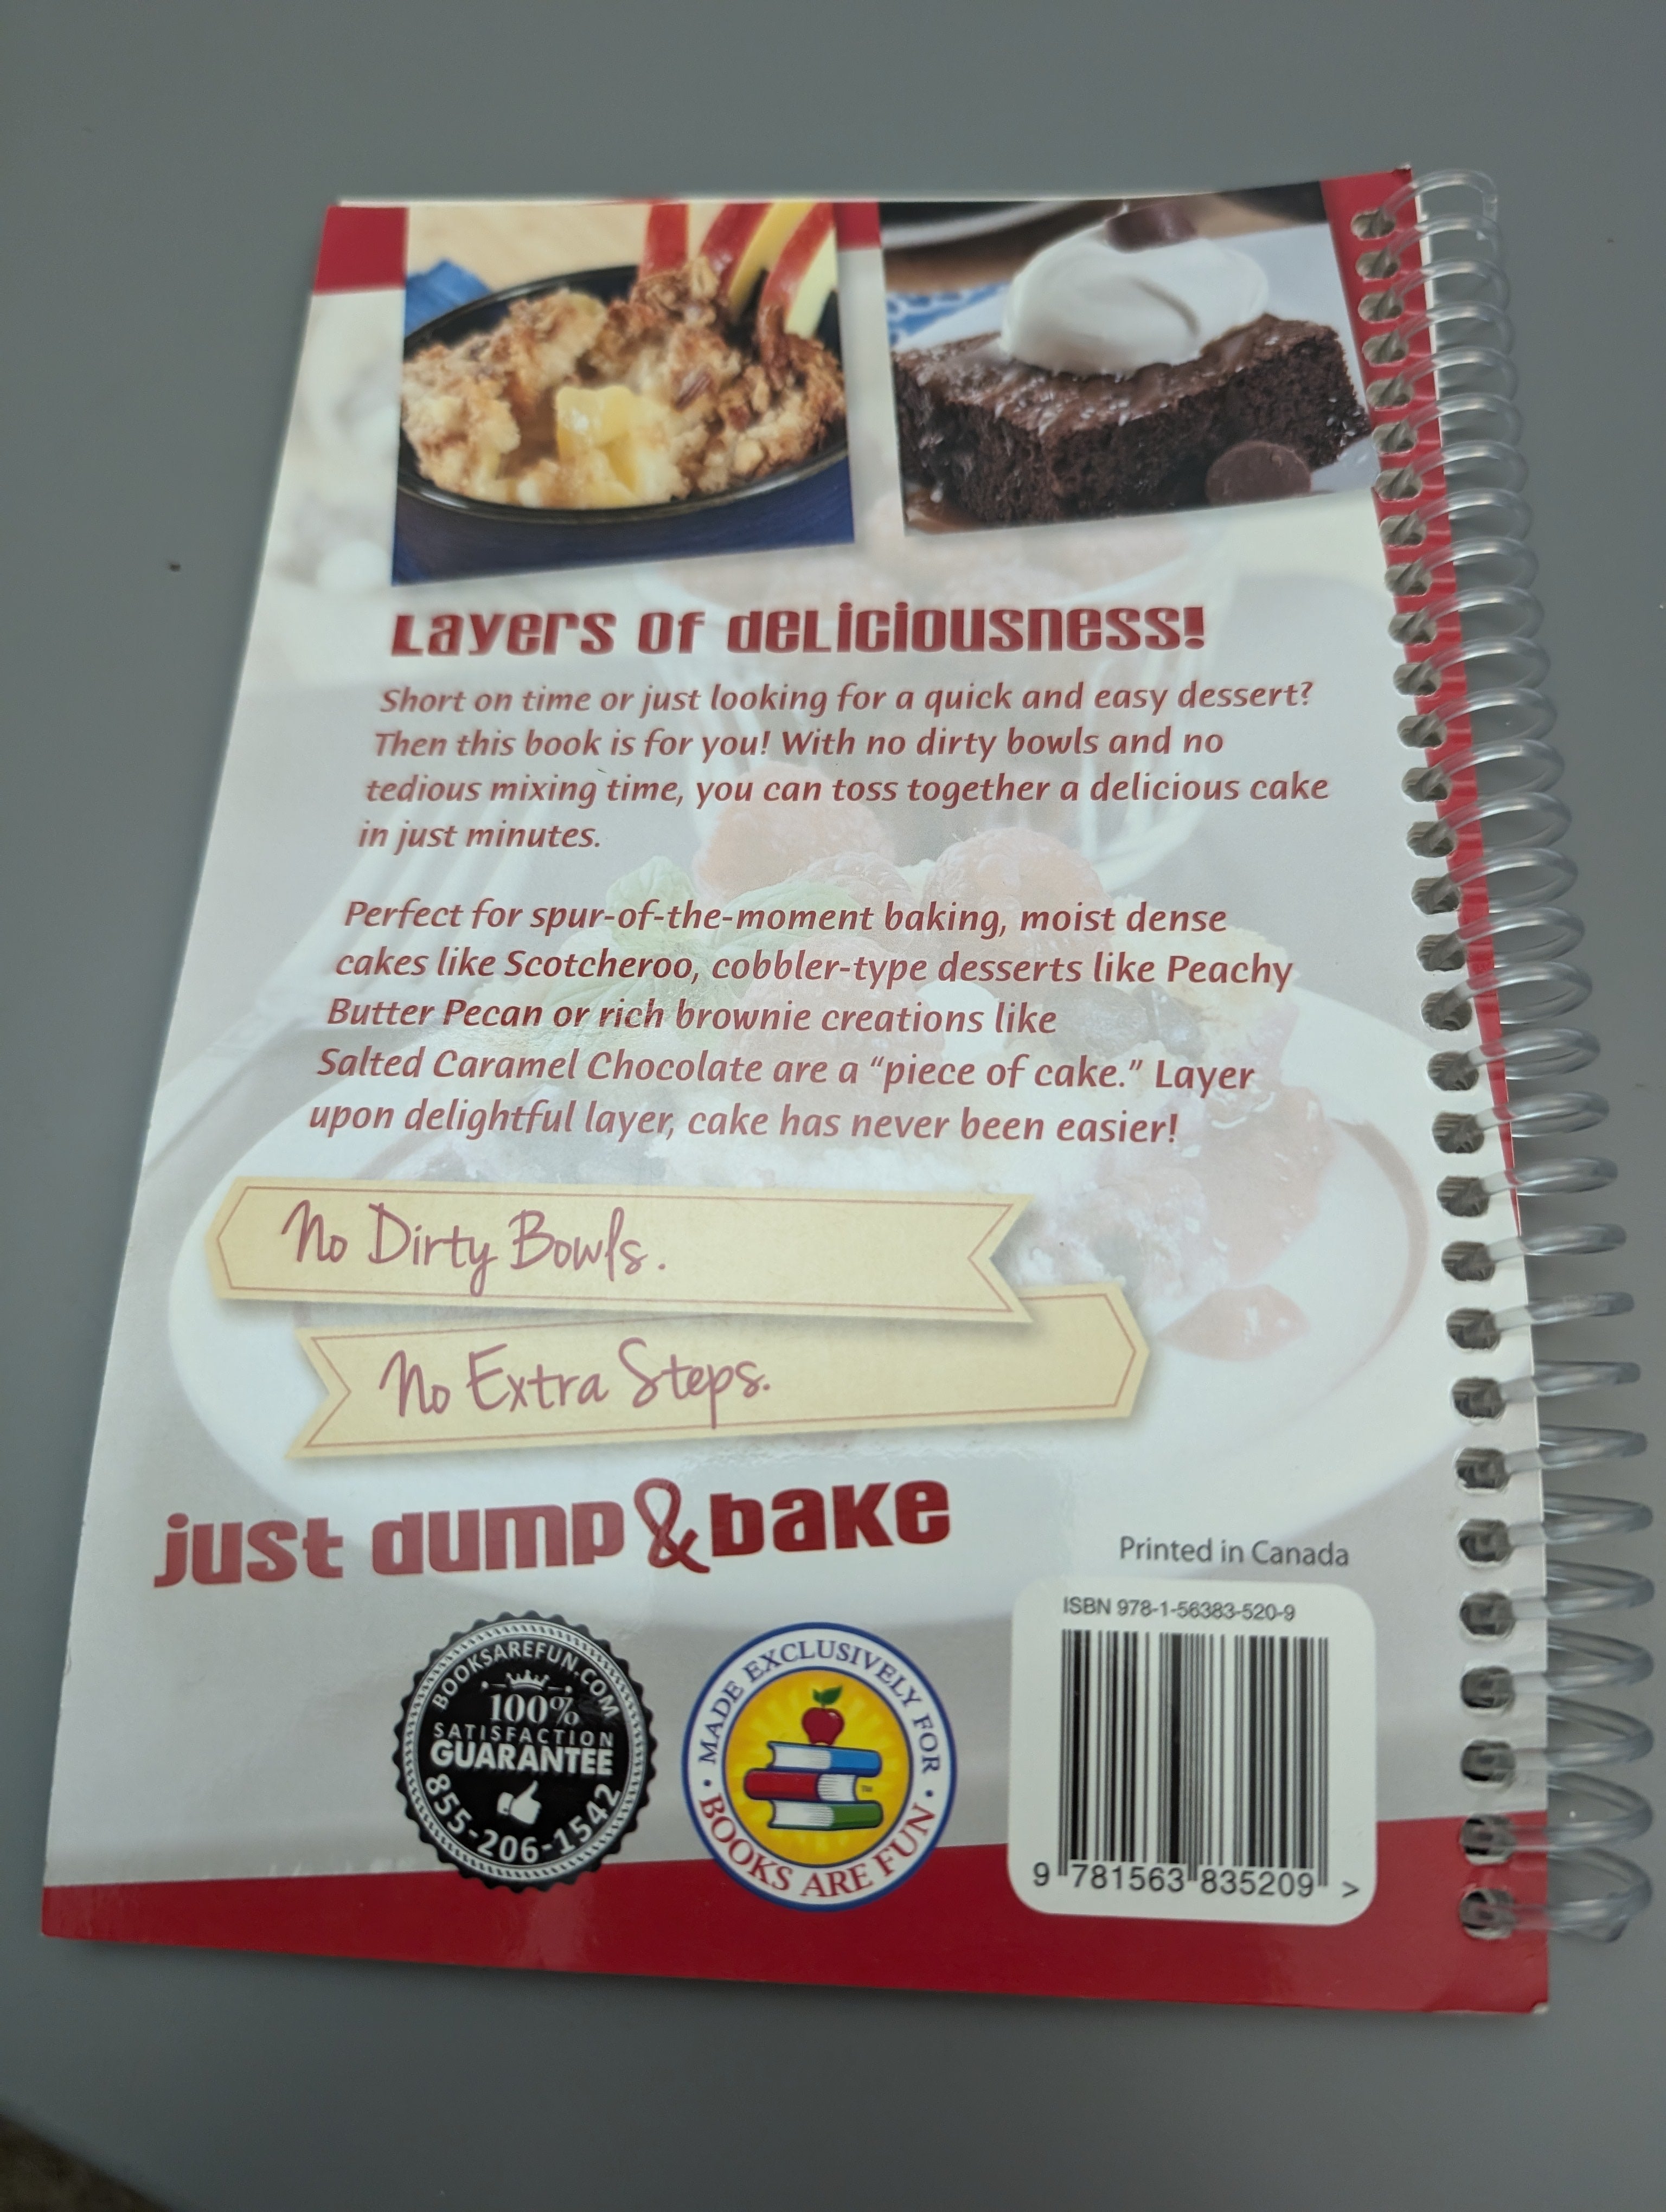 Layers of deliciousness!
Short on time or just looking for a quick and easy dessert?
Then this book is for you! With no dirty bowls and no
tedious mixing time, you can toss together a delicious cake
in just minutes.
Perfect for spur-of-the-moment baking, moist dense
cakes like Scotcheroo, cobbler-type desserts like Peachy
Butter Pecan or rich brownie creations like
Salted Caramel Chocolate are a “piece of cake.” Layer
upon delightful layer, cake has never been easier!
No Dirty Bowls.
No Extra Steps.
just dump & bake
Printed in Canada
BOOKSAREFUN.COM
100%
SATISFACTION
GUARANTEE
855-206-1542
• MADE EXCLUSIVELY FOR •
BOOKS ARE FUN
TM
ISBN 978-1-56383-520-9
9 781563 835209 >